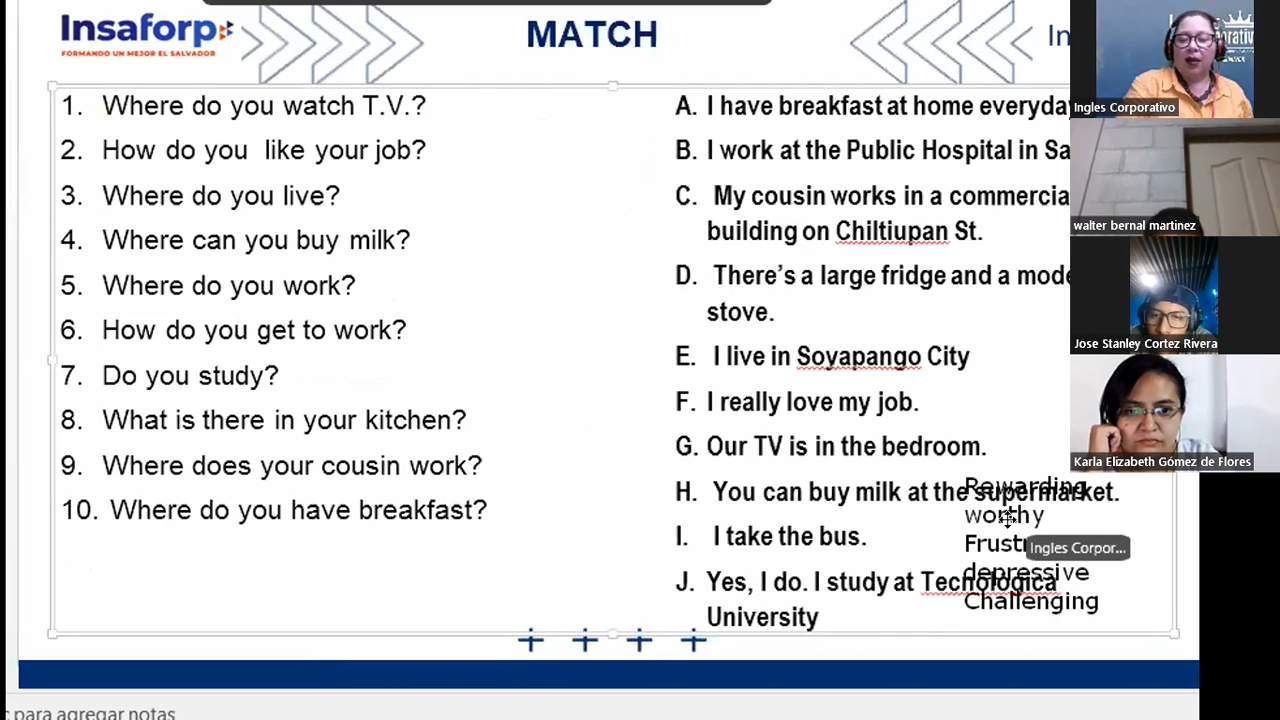 Insaforp
FORMANDO UN MEJOR EL SALVADOR
MATCH
In
1. Where do you watch T.V.?
2. How do you like your job?
3. Where do you live?
4. Where can you buy milk?
5. Where do you work?
6. How do you get to work?
7. Do you study?
8. What is there in your kitchen?
9. Where does your cousin work?
10. Where do you have breakfast?
A. I have breakfast at home everyday
B. I work at the Public Hospital in Sa
C. My cousin works in a commercia
building on Chiltiupan St.
D. There's a large fridge and a mode
stove.
E. I live in Soyapango City
F. I really love my job.
G. Our TV is in the bedroom.
H. You can buy milk at the supermarket.
I. I take the bus.
J. Yes, I do. I study at Tecnológica
University
Rewarding
worthy
Frustr
depressive
Challenging
Ingles Corpor...
Ingles Corporativo
walter bernal martinez
Jose Stanley Cortez Rivera
Karla Elizabeth Gómez de Flores
para agregar notas